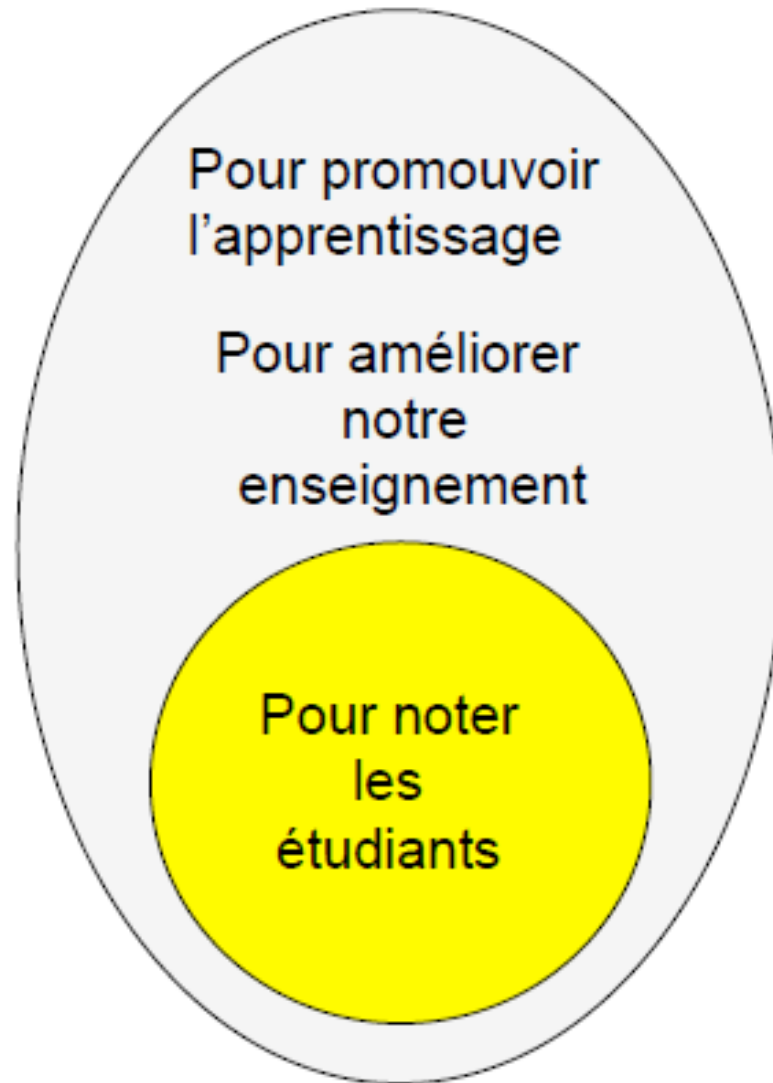 Pour promouvoir
l’apprentissage
Pour améliorer
notre
enseignement
Pour noter
les
étudiants